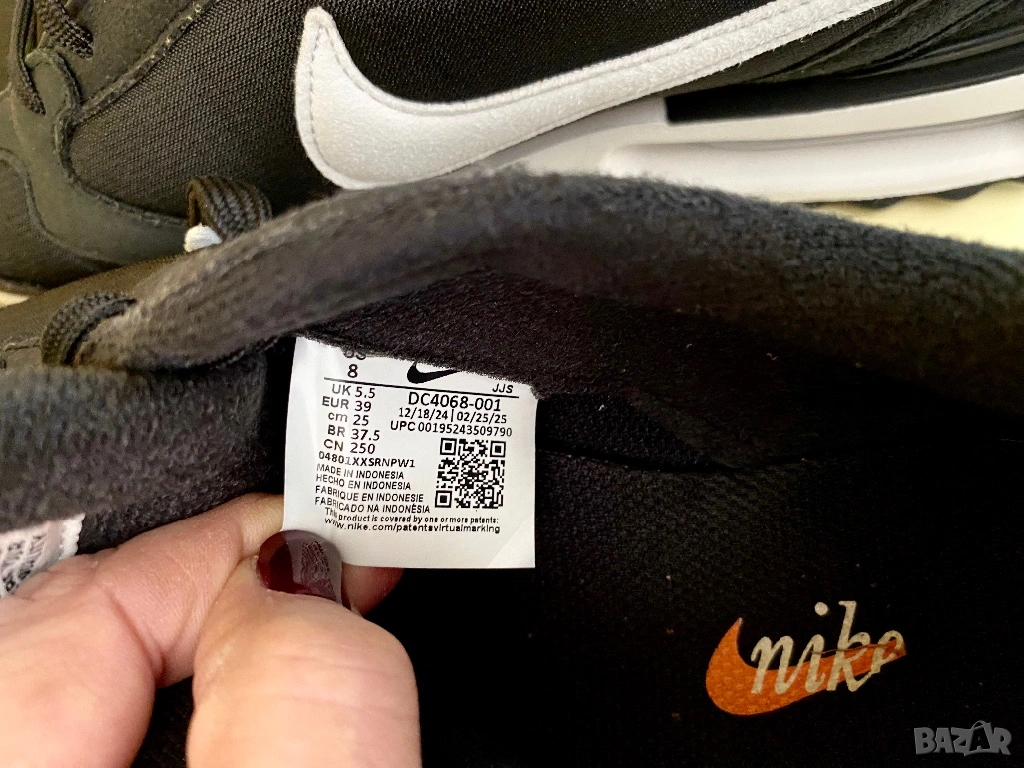 8
JJS
UK 5.5
EUR 39
cm 25
BR 37.5
CN 250
DC4068-001
12/18/24 | 02/25/25
UPC 00195243509790
04801XXSRNPW1
MADE IN INDONESIA
HECHO EN INDONESIA
FABRIQUE EN INDONESIE
FABRICADO NA INDONÉSIA
This product is covered by one or more patents:
www.nike.com/patentsvirtualmarking
nike
BAZAR